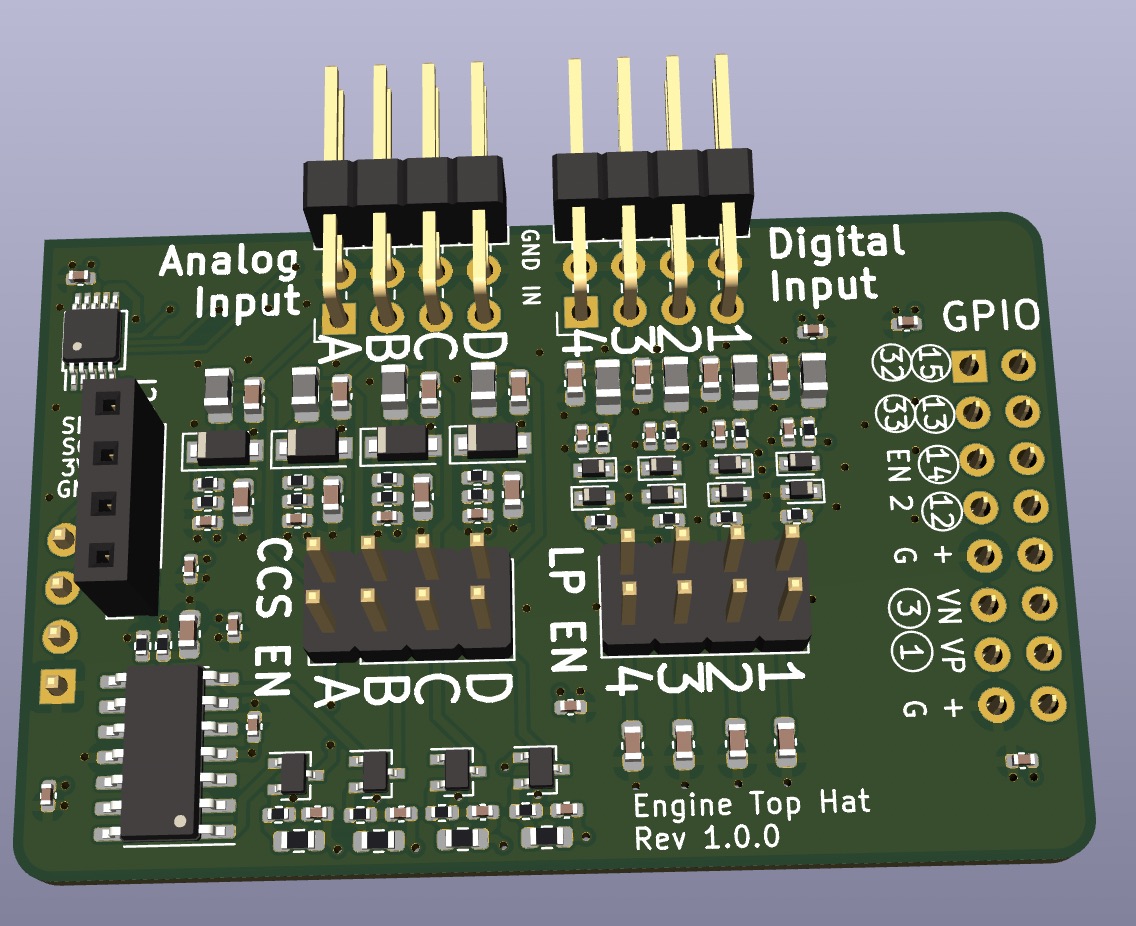 Analog
Input
GND IN
Digital
Input
A B C D
4 3 2 1
GPIO
32 15
33 13
EN 14
2 12
G +
3 VN
1 VP
G +
3V
CCS EN
LP EN
A B C D
4 3 2 1
Engine Top Hat
Rev 1.0.0